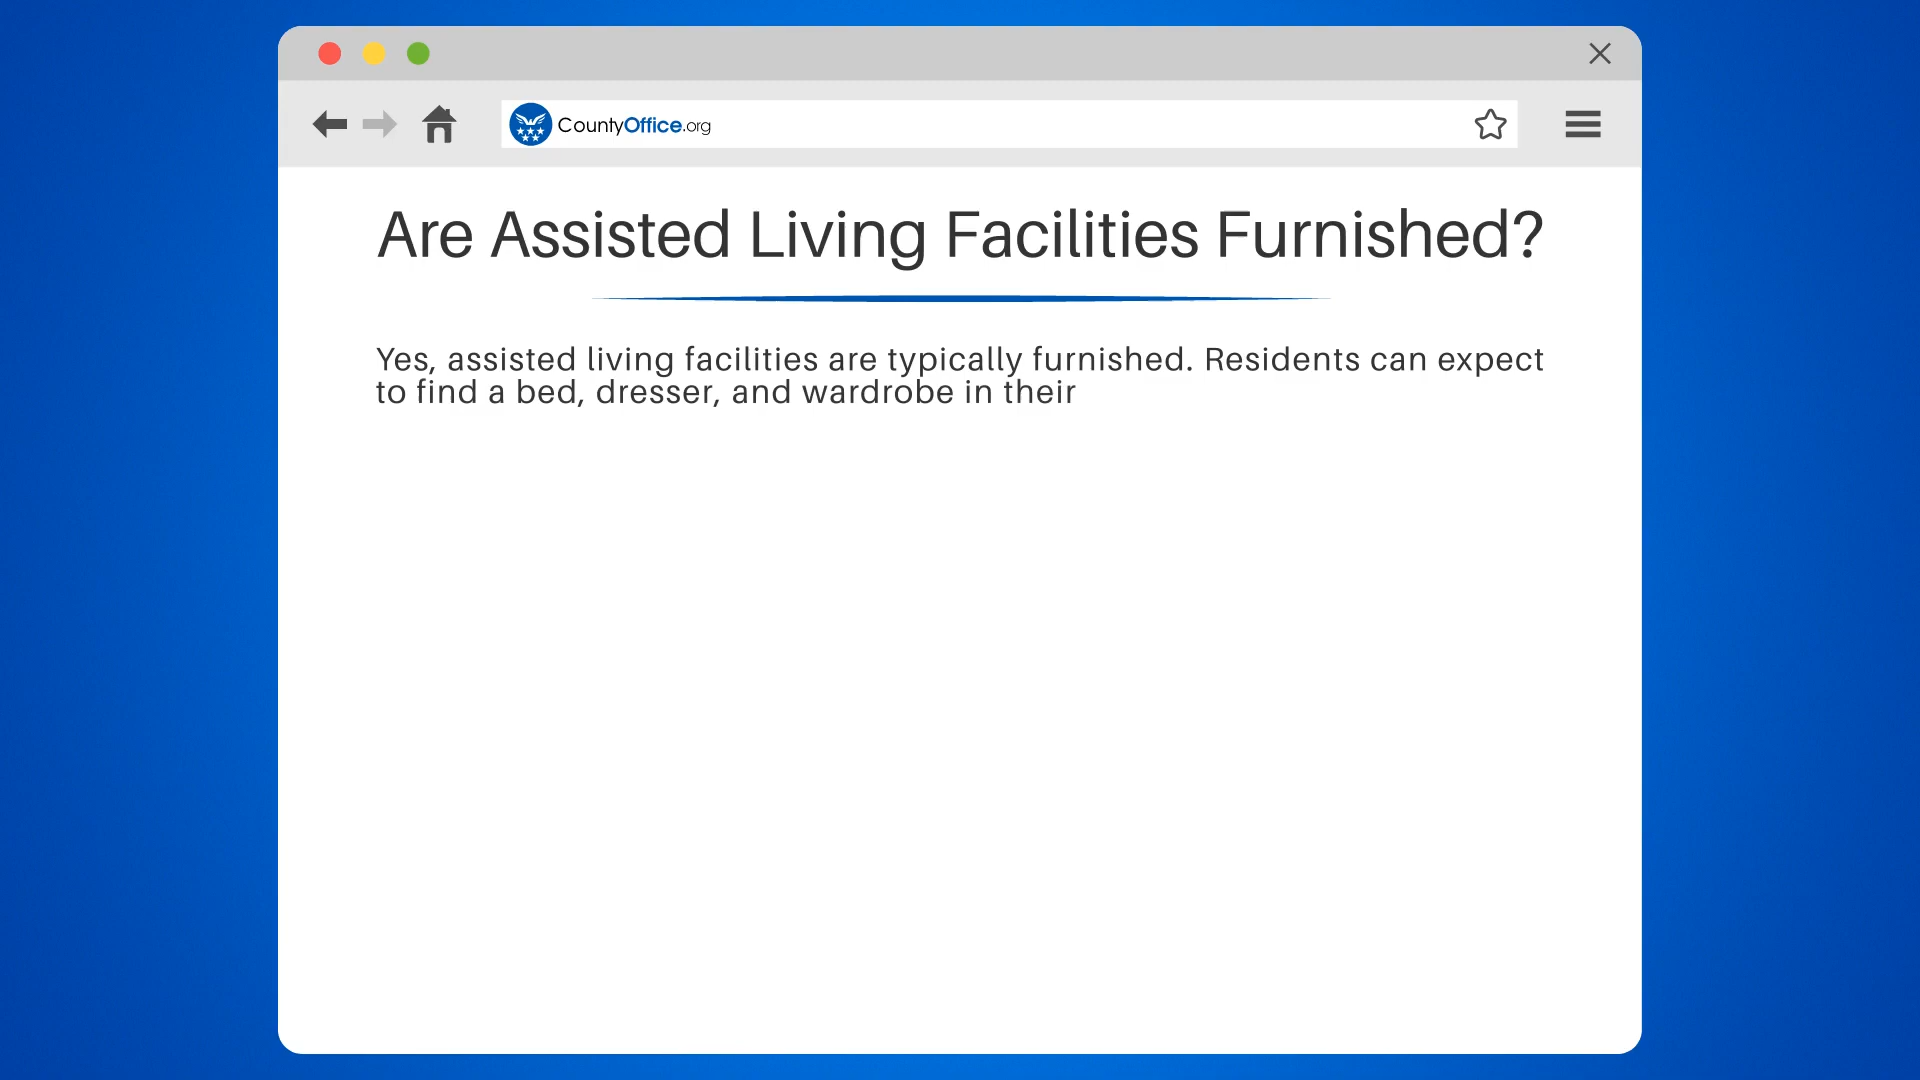 CountyOffice.org
Are Assisted Living Facilities Furnished?
Yes, assisted living facilities are typically furnished. Residents can expect
to find a bed, dresser, and wardrobe in their